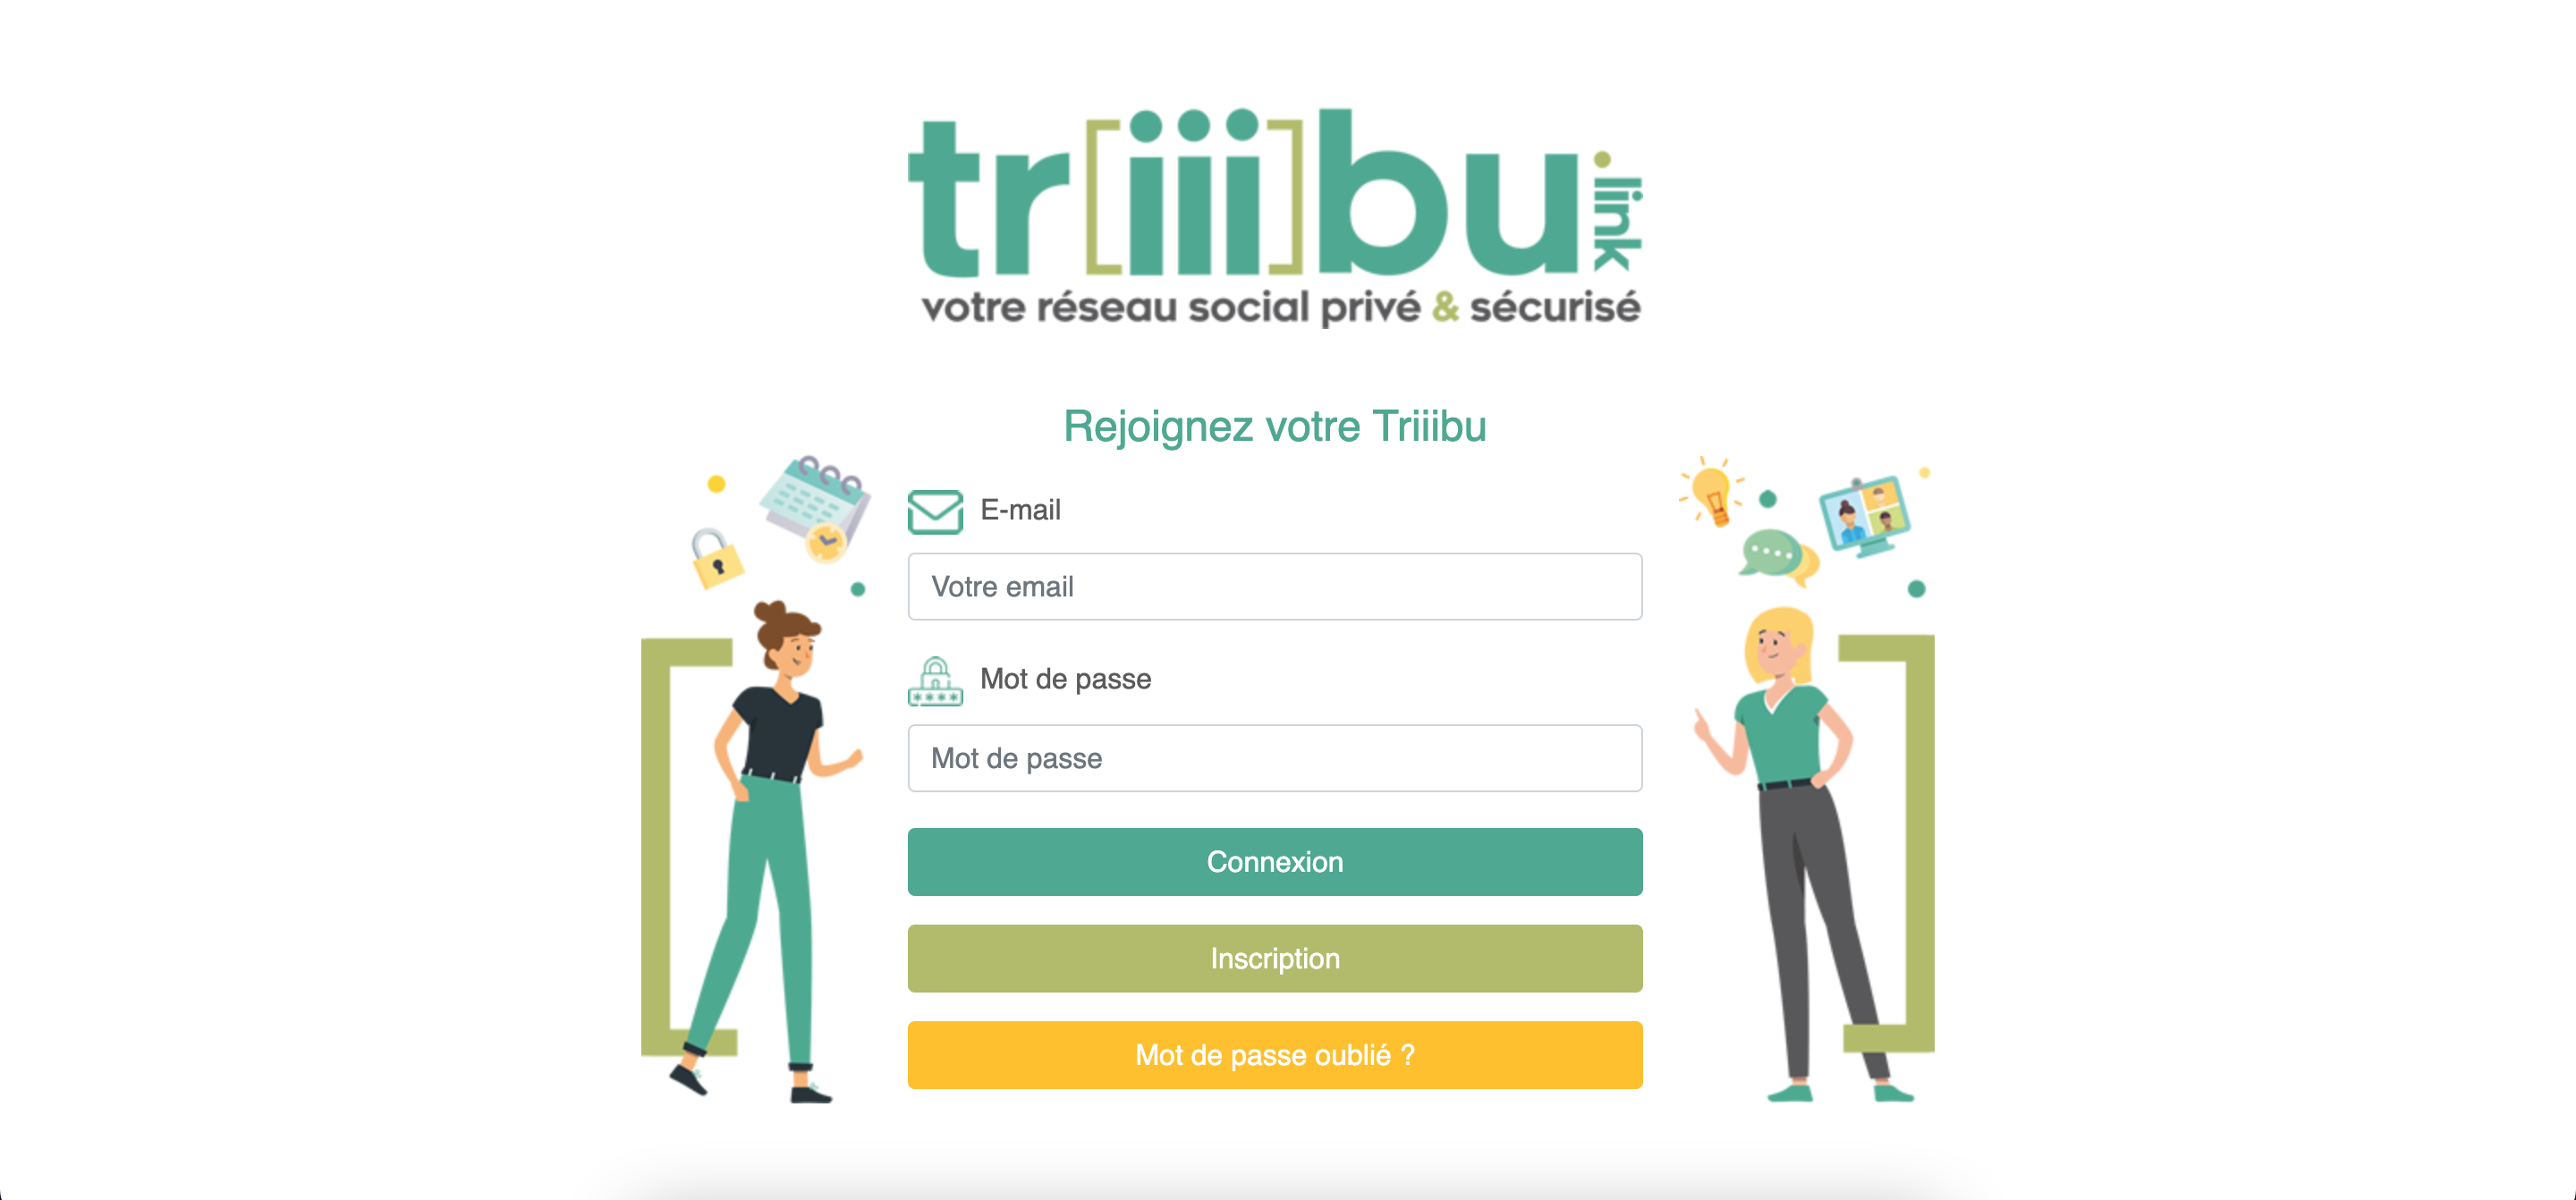 tr[iii]bu.link
votre réseau social privé & sécurisé
Rejoignez votre Triiibu
E-mail
Votre email
Mot de passe
Mot de passe
Connexion
Inscription
Mot de passe oublié ?